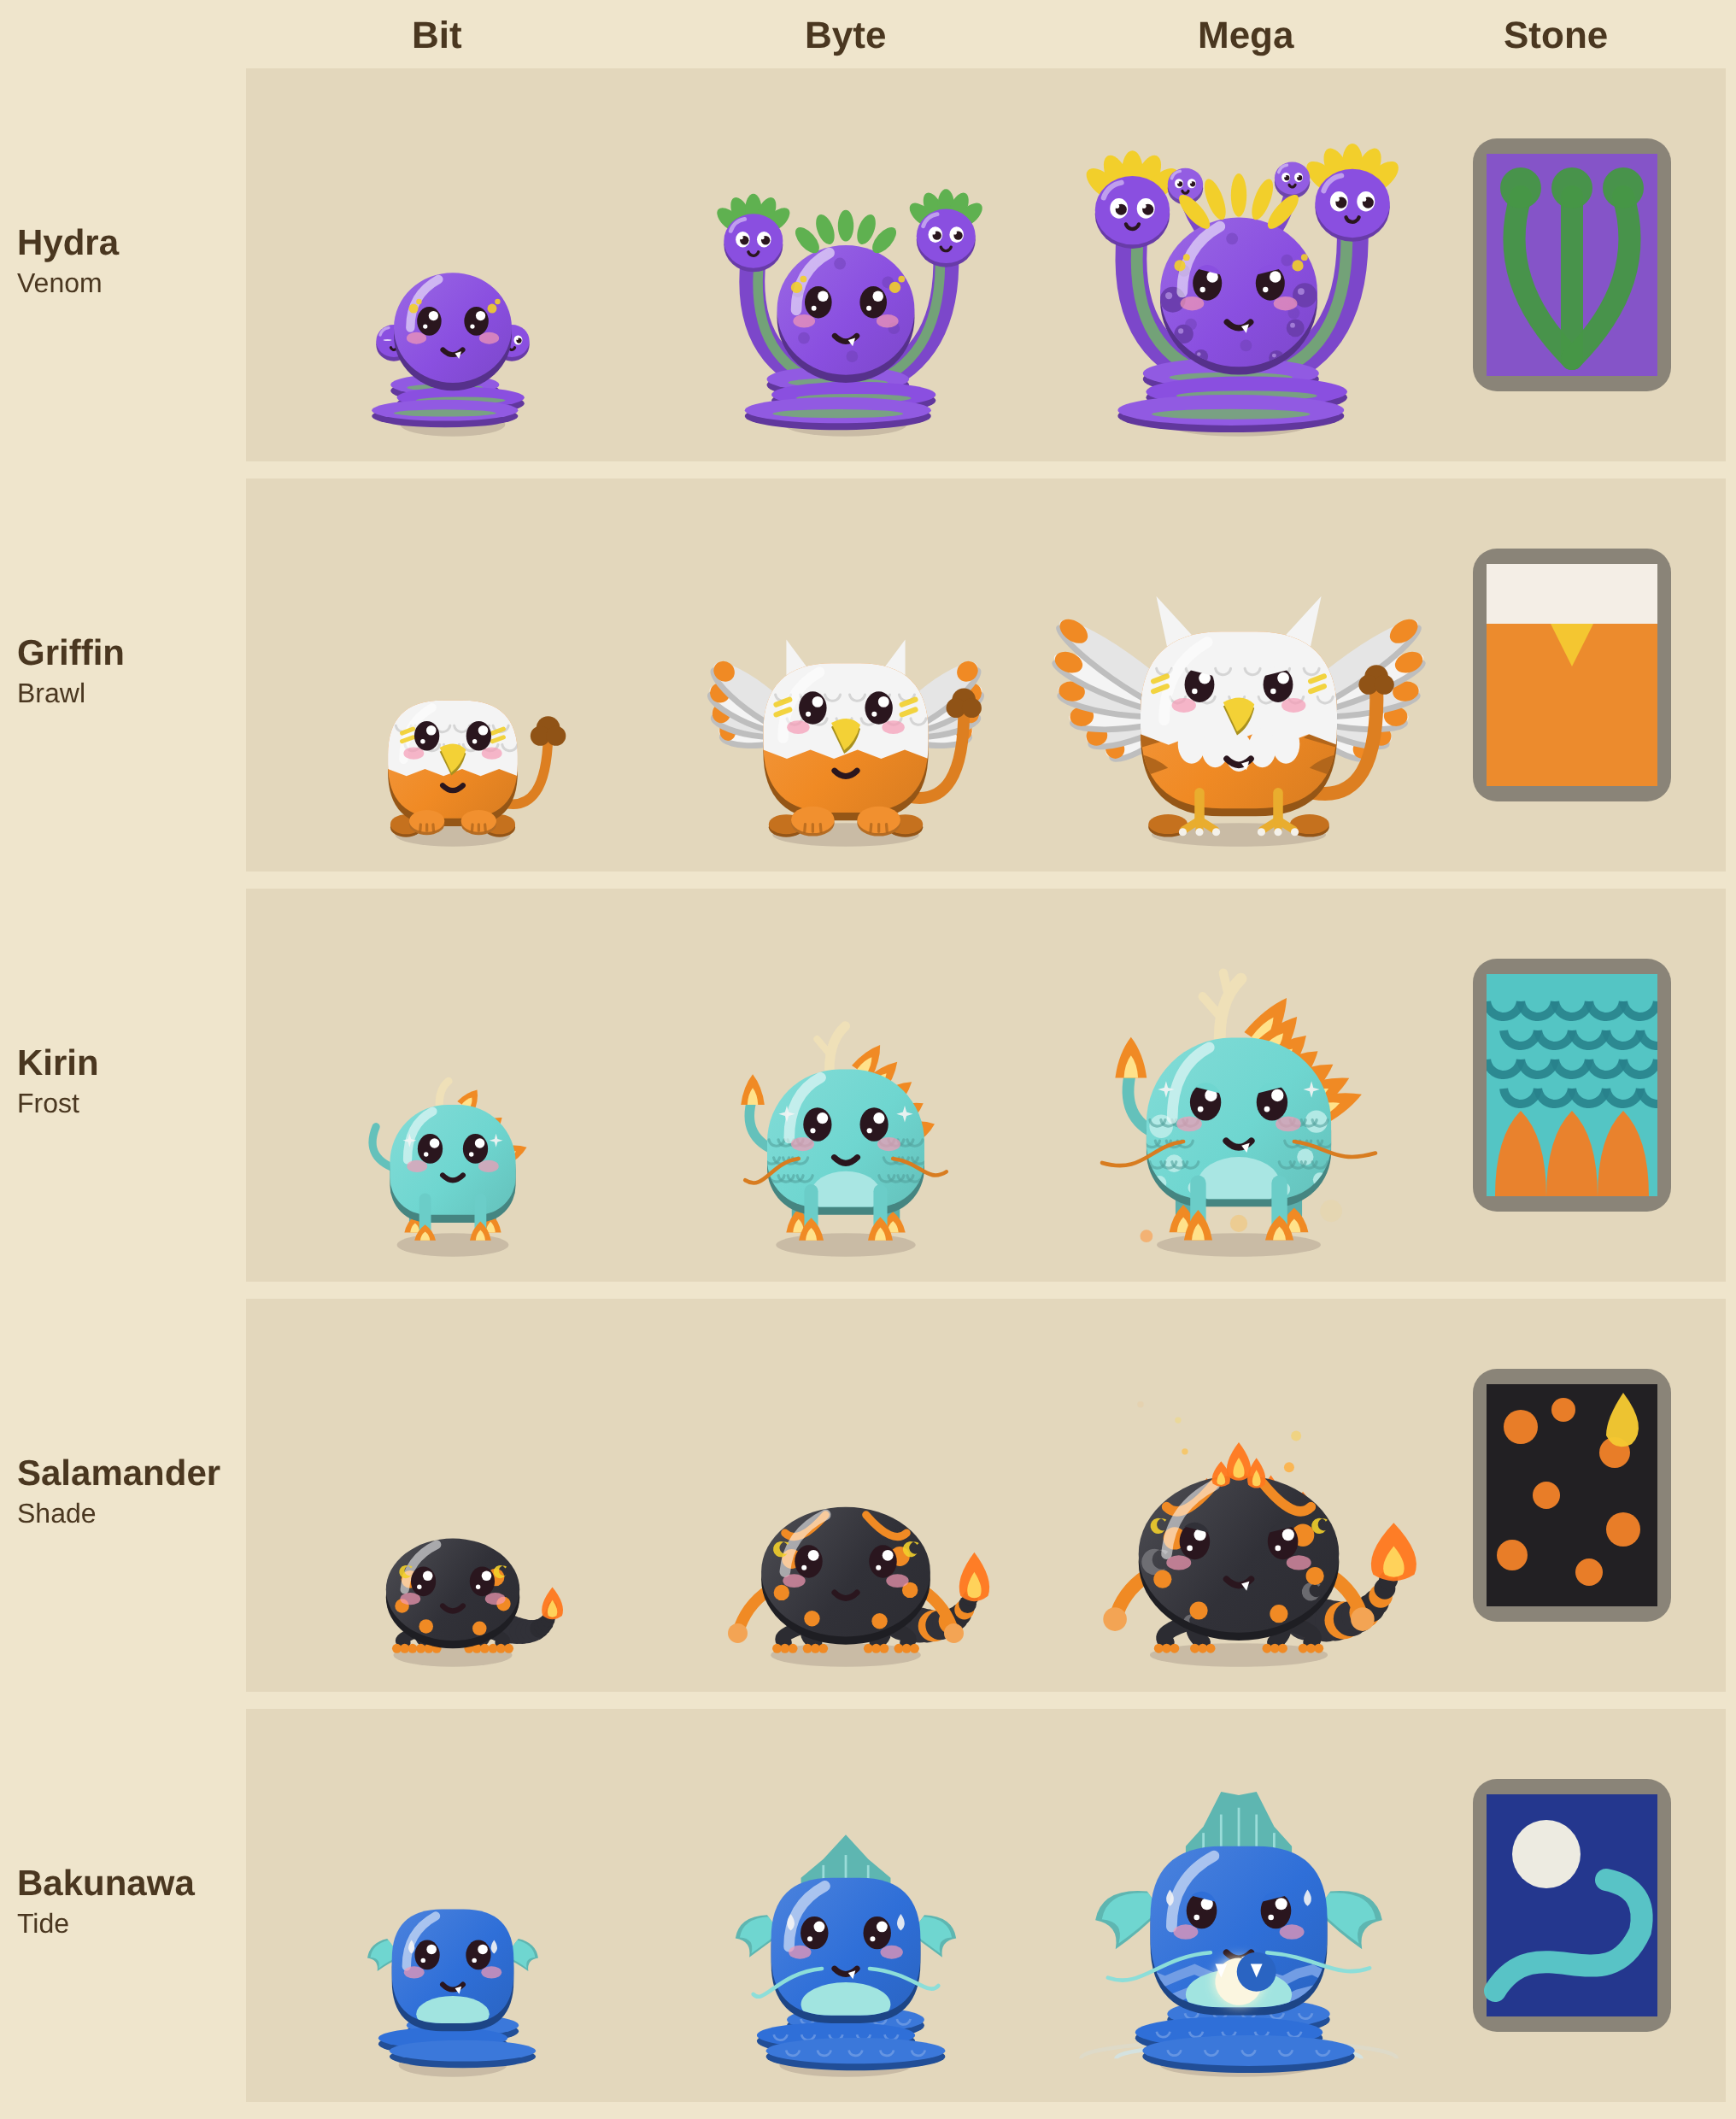 Bit Byte Mega Stone
Hydra
Venom
Griffin
Brawl
Kirin
Frost
Salamander
Shade
Bakunawa
Tide